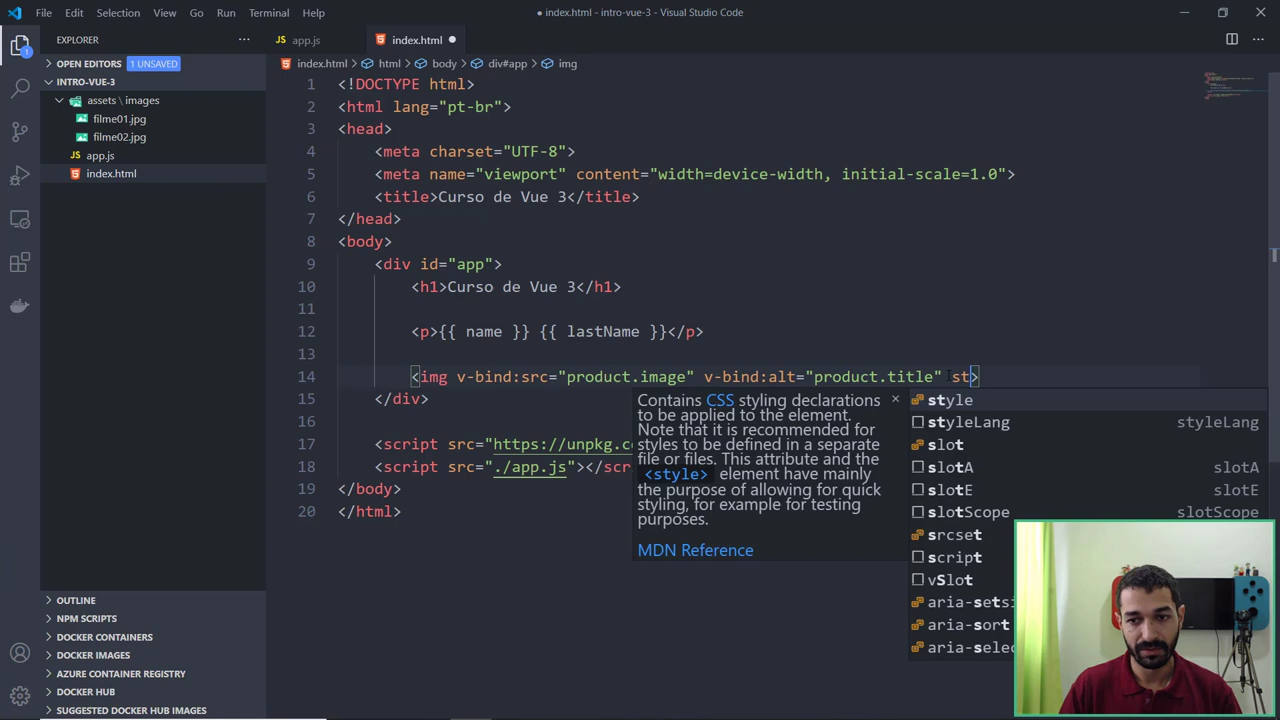 File Edit Selection View Go Run Terminal Help
● index.html - intro-vue-3 - Visual Studio Code
EXPLORER
···
app.js
index.html ●
OPEN EDITORS 1 UNSAVED
index.html > html > body > div#app > img
INTRO-VUE-3
assets \ images
filme01.jpg
filme02.jpg
app.js
index.html
1 <!DOCTYPE html>
2 <html lang="pt-br">
3 <head>
4 <meta charset="UTF-8">
5 <meta name="viewport" content="width=device-width, initial-scale=1.0">
6 <title>Curso de Vue 3</title>
7 </head>
8 <body>
9 <div id="app">
10 <h1>Curso de Vue 3</h1>
11
12 <p>{{ name }} {{ lastName }}</p>
13
14 <img v-bind:src="product.image" v-bind:alt="product.title" st>
15 </div>
16
17 <script src="https://unpkg.c
18 <script src="./app.js"></scr
19 </body>
20 </html>
Contains CSS styling declarations
to be applied to the element.
Note that it is recommended for
styles to be defined in a separate
file or files. This attribute and the
<style> element have mainly
the purpose of allowing for quick
styling, for example for testing
purposes.
MDN Reference
×
style
styleLang styleLang
slot
slotA slotA
slotE slotE
slotScope slotScope
srcset
script
vSlot
aria-setsi
aria-sort
aria-selec
OUTLINE
NPM SCRIPTS
DOCKER CONTAINERS
DOCKER IMAGES
AZURE CONTAINER REGISTRY
DOCKER HUB
SUGGESTED DOCKER HUB IMAGES
1